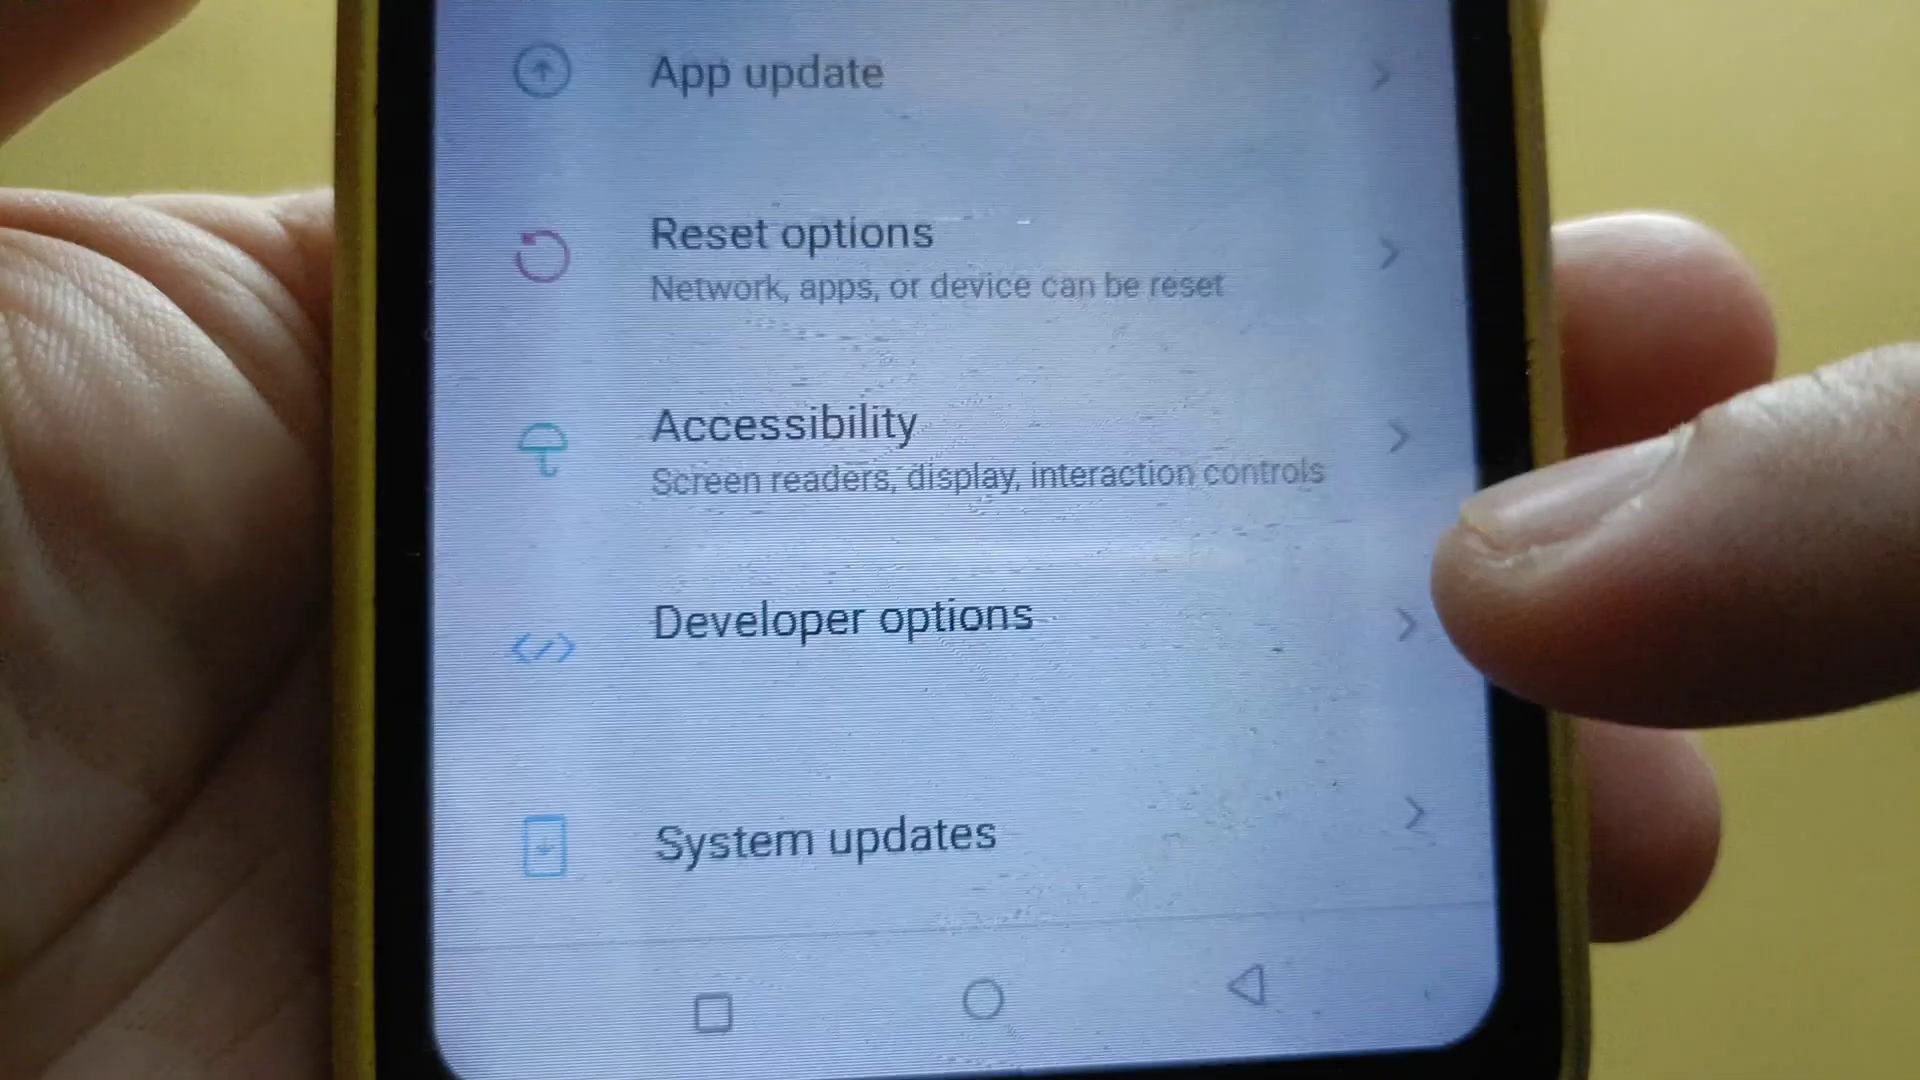 App update
Reset options
Network, apps, or device can be reset
Accessibility
Screen readers, display, interaction controls
Developer options
System updates